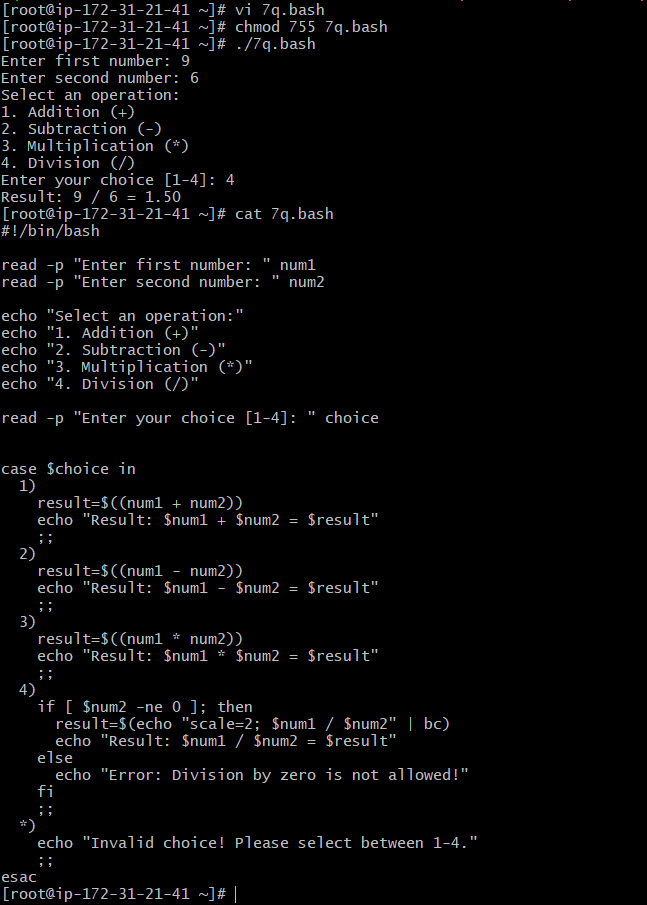 [root@ip-172-31-21-41 ~]# vi 7q.bash
[root@ip-172-31-21-41 ~]# chmod 755 7q.bash
[root@ip-172-31-21-41 ~]# ./7q.bash
Enter first number: 9
Enter second number: 6
Select an operation:
1. Addition (+)
2. Subtraction (-)
3. Multiplication (*)
4. Division (/)
Enter your choice [1-4]: 4
Result: 9 / 6 = 1.50
[root@ip-172-31-21-41 ~]# cat 7q.bash
#!/bin/bash

read -p "Enter first number: " num1
read -p "Enter second number: " num2

echo "Select an operation:"
echo "1. Addition (+)"
echo "2. Subtraction (-)"
echo "3. Multiplication (*)"
echo "4. Division (/)"

read -p "Enter your choice [1-4]: " choice


case $choice in
  1)
    result=$((num1 + num2))
    echo "Result: $num1 + $num2 = $result"
    ;;
  2)
    result=$((num1 - num2))
    echo "Result: $num1 - $num2 = $result"
    ;;
  3)
    result=$((num1 * num2))
    echo "Result: $num1 * $num2 = $result"
    ;;
  4)
    if [ $num2 -ne 0 ]; then
      result=$(echo "scale=2; $num1 / $num2" | bc)
      echo "Result: $num1 / $num2 = $result"
    else
      echo "Error: Division by zero is not allowed!"
    fi
    ;;
  *)
    echo "Invalid choice! Please select between 1-4."
    ;;
esac
[root@ip-172-31-21-41 ~]#